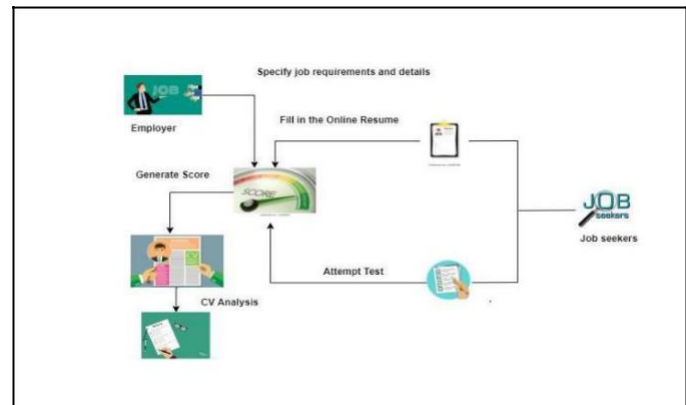 Specify job requirements and details
JOB
Employer
Fill in the Online Resume
Generate Score
SCORE
JOB
seekers
Job seekers
Attempt Test
CV Analysis